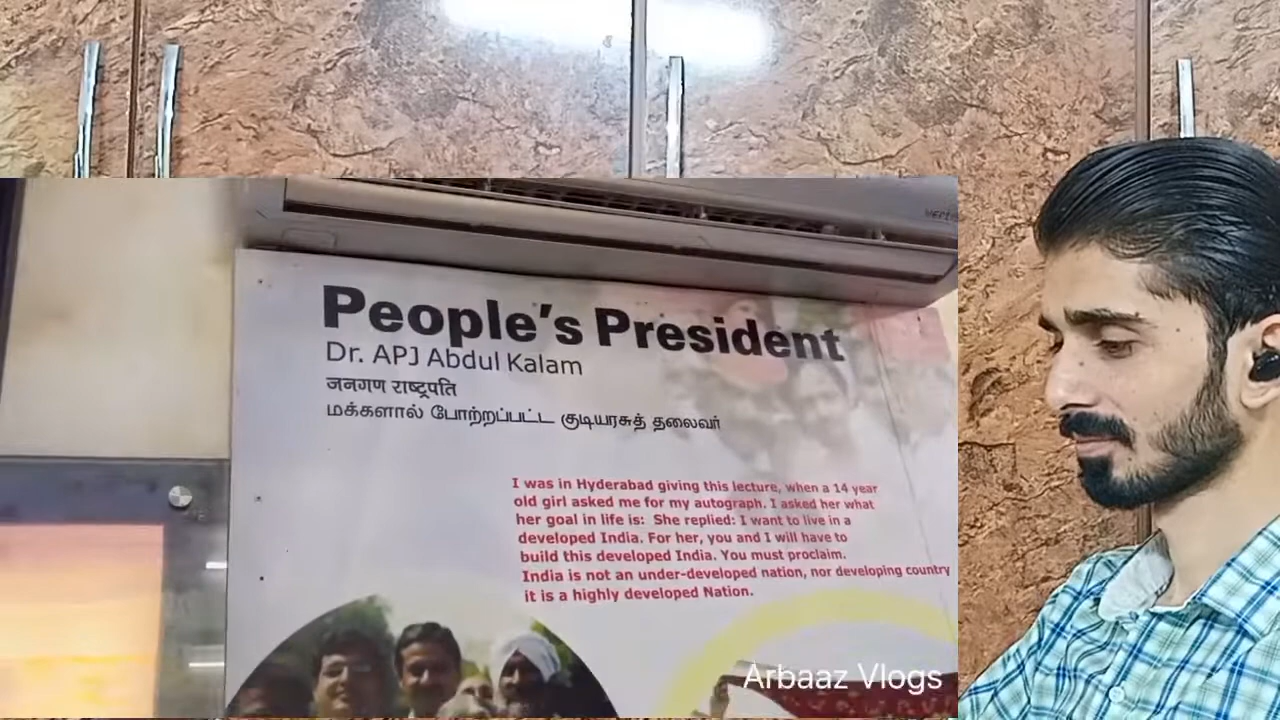 People's President
Dr. APJ Abdul Kalam
जनगण राष्ट्रपति
மக்களால் போற்றப்பட்ட குடியரசுத் தலைவர்
I was in Hyderabad giving this lecture, when a 14 year
old girl asked me for my autograph. I asked her what
her goal in life is: She replied: I want to live in a
developed India. For her, you and I will have to
build this developed India. You must proclaim.
India is not an under-developed nation, nor developing country
it is a highly developed Nation.
Arbaaz Vlogs